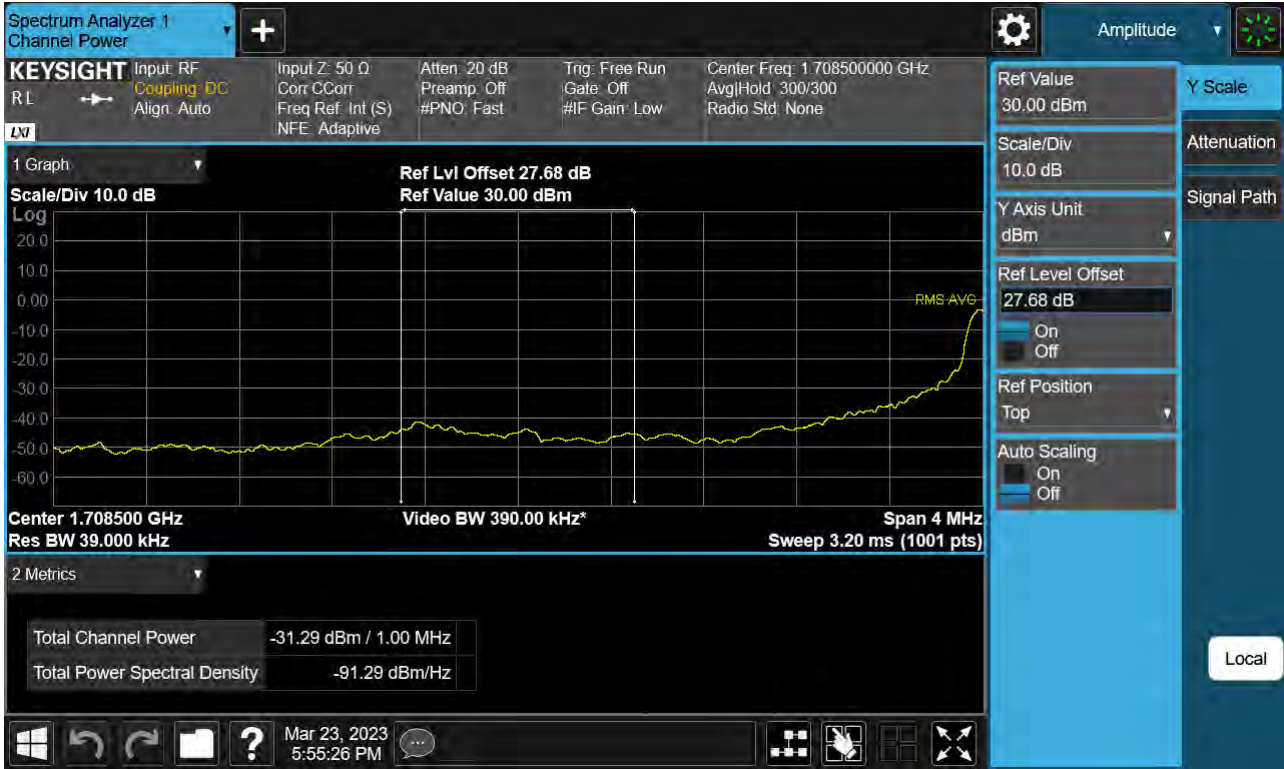 Spectrum Analyzer 1
Channel Power
+
Amplitude
KEYSIGHT
R L
LXI
Input: RF
Coupling: DC
Align: Auto
Input Z: 50 Ω
Corr CCorr
Freq Ref: Int (S)
NFE: Adaptive
Atten: 20 dB
Preamp: Off
#PNO: Fast
Trig: Free Run
Gate: Off
#IF Gain: Low
Center Freq: 1.708500000 GHz
Avg|Hold: 300/300
Radio Std: None
1 Graph
Scale/Div 10.0 dB
Ref Lvl Offset 27.68 dB
Ref Value 30.00 dBm
Log
20.0
10.0
0.00
-10.0
-20.0
-30.0
-40.0
-50.0
-60.0
RMS AVG
Center 1.708500 GHz
Video BW 390.00 kHz*
Span 4 MHz
Res BW 39.000 kHz
Sweep 3.20 ms (1001 pts)
2 Metrics
Total Channel Power -31.29 dBm / 1.00 MHz
Total Power Spectral Density -91.29 dBm/Hz
Ref Value
30.00 dBm
Scale/Div
10.0 dB
Y Axis Unit
dBm
Ref Level Offset
27.68 dB
On
Off
Ref Position
Top
Auto Scaling
On
Off
Y Scale
Attenuation
Signal Path
Local
?
Mar 23, 2023
5:55:26 PM